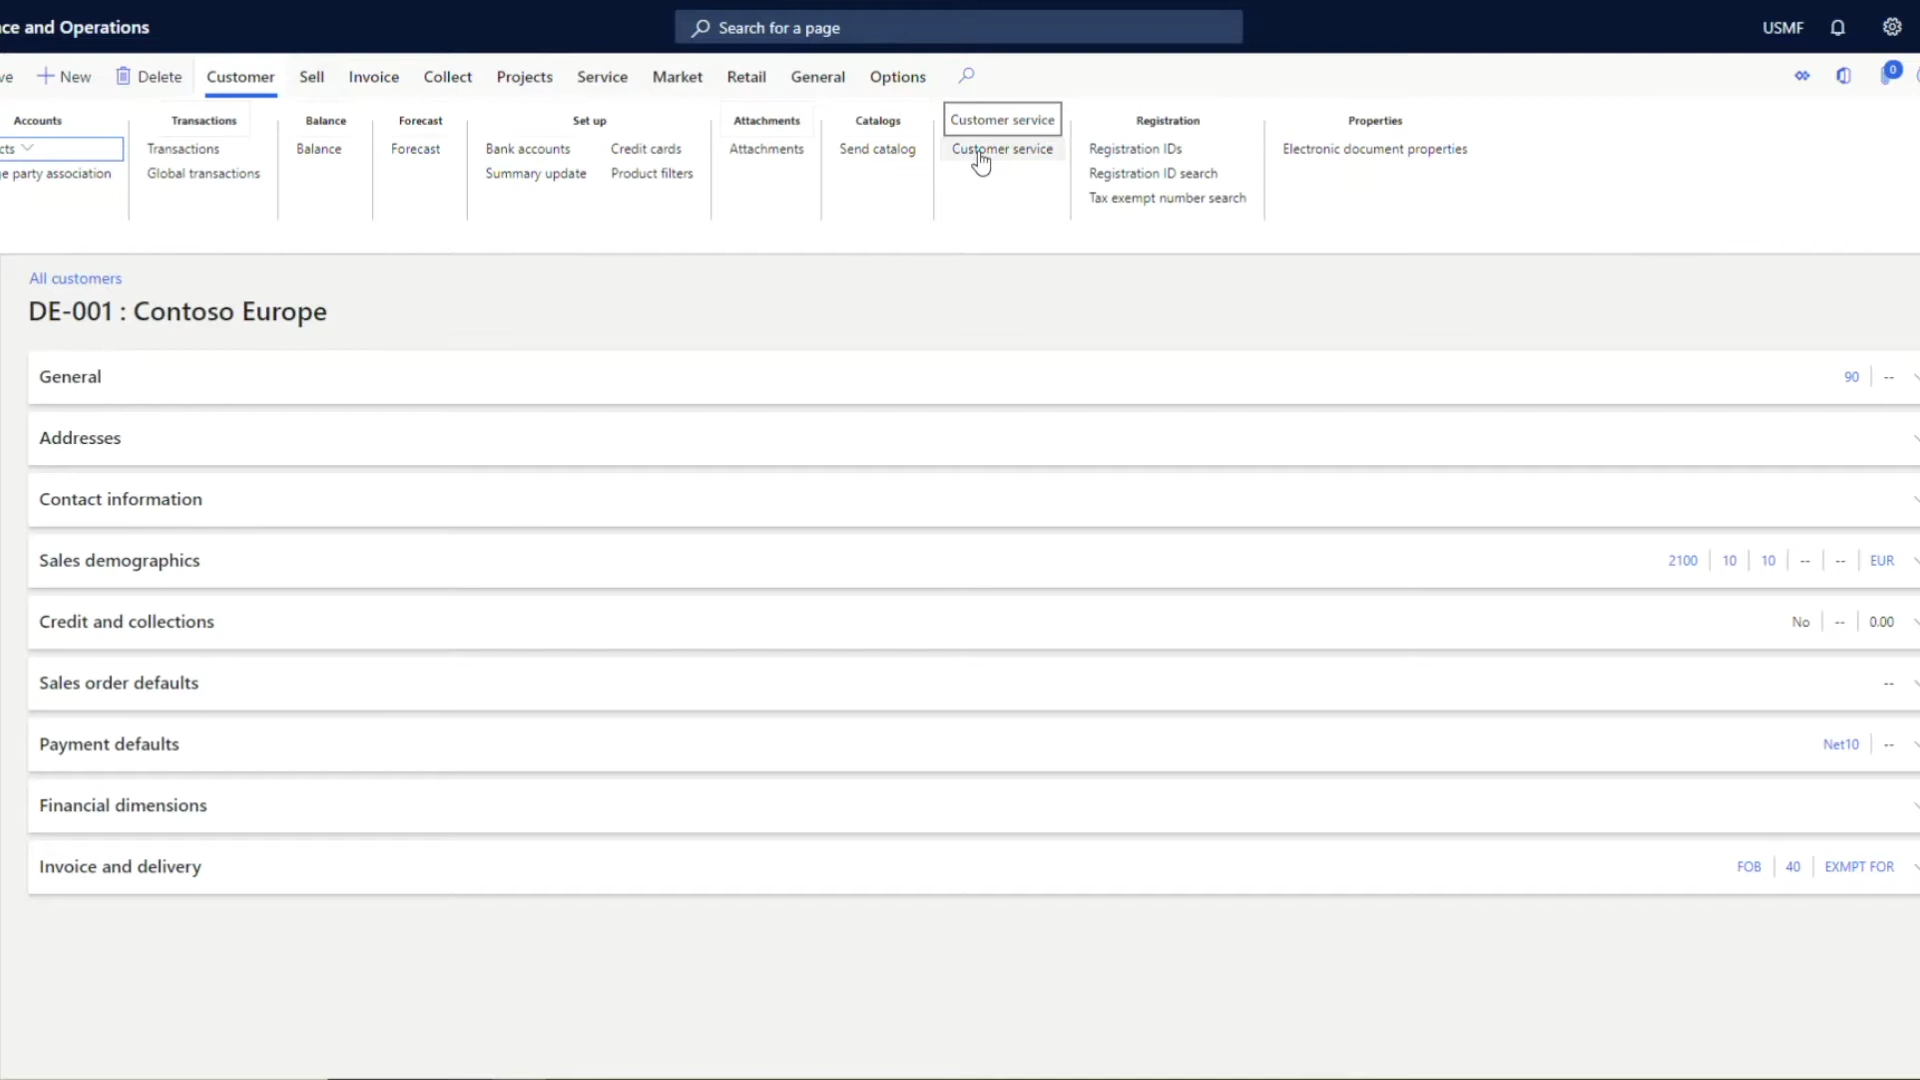 ce and Operations
Search for a page
USMF
ve
New
Delete
Customer
Sell
Invoice
Collect
Projects
Service
Market
Retail
General
Options
0
Accounts
cts
e party association
Transactions
Transactions
Global transactions
Balance
Balance
Forecast
Forecast
Set up
Bank accounts
Credit cards
Summary update
Product filters
Attachments
Attachments
Catalogs
Send catalog
Customer service
Customer service
Registration
Registration IDs
Registration ID search
Tax exempt number search
Properties
Electronic document properties
All customers
DE-001 : Contoso Europe
General
90 | --
Addresses
Contact information
Sales demographics
2100 | 10 | 10 | -- | -- | EUR
Credit and collections
No | -- | 0.00
Sales order defaults
--
Payment defaults
Net10 | --
Financial dimensions
Invoice and delivery
FOB | 40 | EXMPT FOR